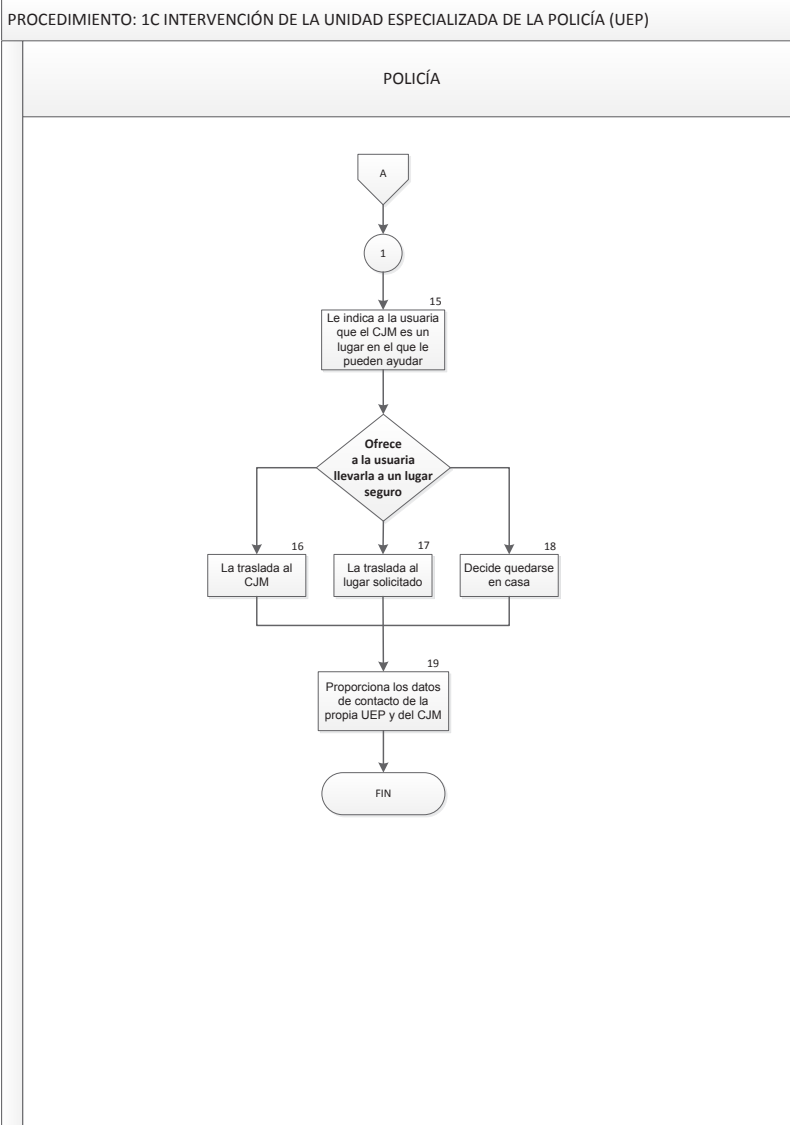 PROCEDIMIENTO: 1C INTERVENCIÓN DE LA UNIDAD ESPECIALIZADA DE LA POLICÍA (UEP)
POLICÍA
A
1
15
Le indica a la usuaria
que el CJM es un
lugar en el que le
pueden ayudar
Ofrece
a la usuaria
llevarla a un lugar
seguro
16
La traslada al
CJM
17
La traslada al
lugar solicitado
18
Decide quedarse
en casa
19
Proporciona los datos
de contacto de la
propia UEP y del CJM
FIN